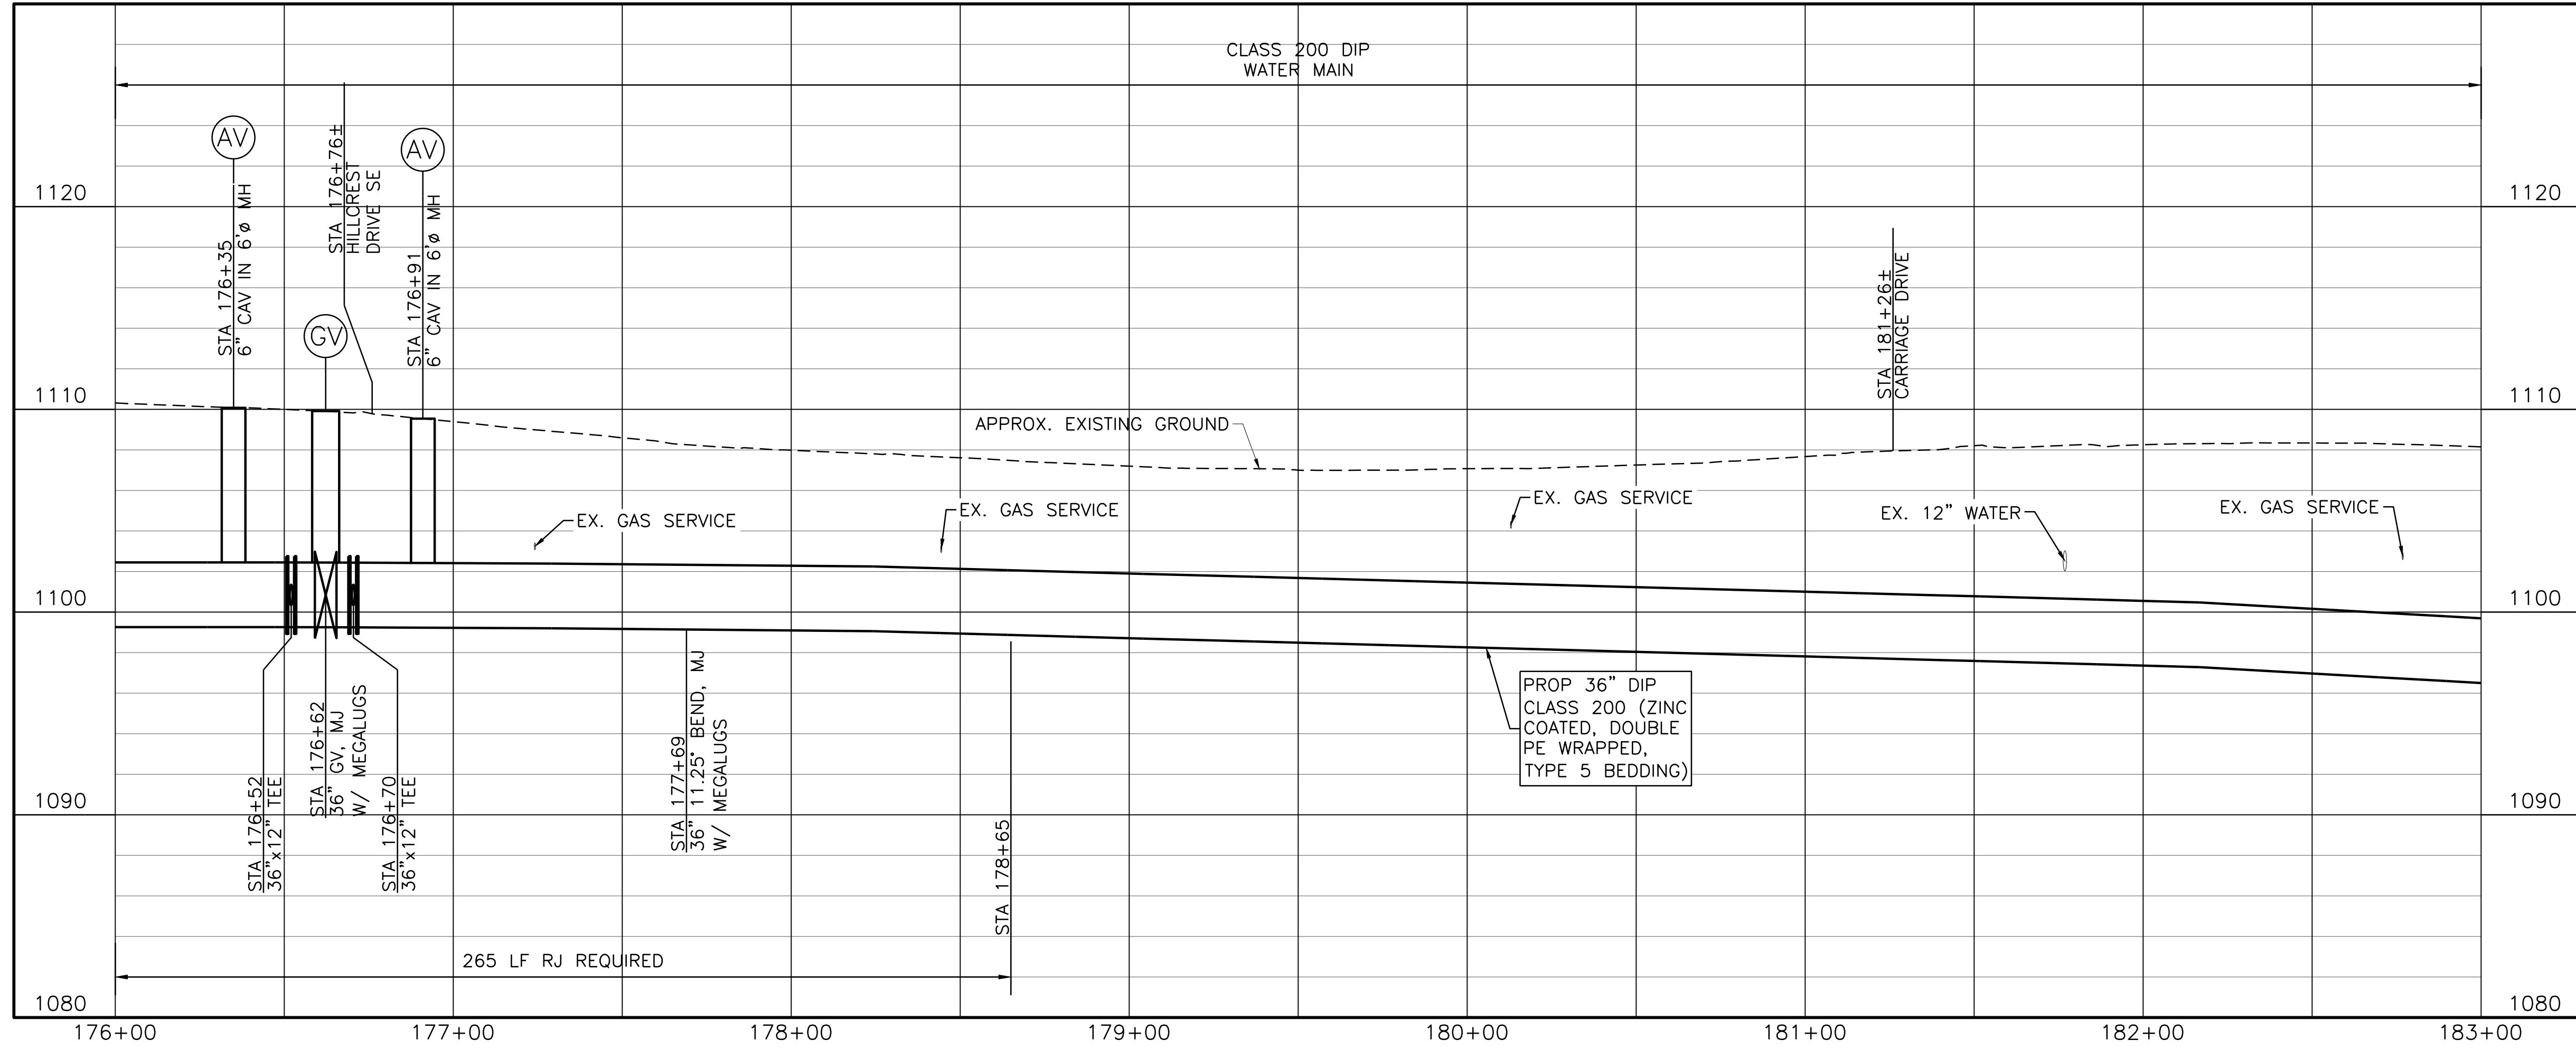 CLASS 200 DIP
WATER MAIN
AV
STA 176+35
6" CAV IN 6'ø MH
STA 176+76±
HILLCREST
DRIVE SE
AV
STA 176+91
6" CAV IN 6'ø MH
GV
1120
1120
STA 181+26±
CARRIAGE DRIVE
1110
1110
APPROX. EXISTING GROUND
EX. GAS SERVICE
EX. GAS SERVICE
EX. GAS SERVICE
EX. 12" WATER
EX. GAS SERVICE
1100
1100
STA 176+52
36"x12" TEE
STA 176+62
36" GV, MJ
W/ MEGALUGS
STA 176+70
36"x12" TEE
STA 177+69
36" 11.25° BEND, MJ
W/ MEGALUGS
STA 178+65
PROP 36" DIP
CLASS 200 (ZINC
COATED, DOUBLE
PE WRAPPED,
TYPE 5 BEDDING)
1090
1090
265 LF RJ REQUIRED
1080
1080
176+00
177+00
178+00
179+00
180+00
181+00
182+00
183+00